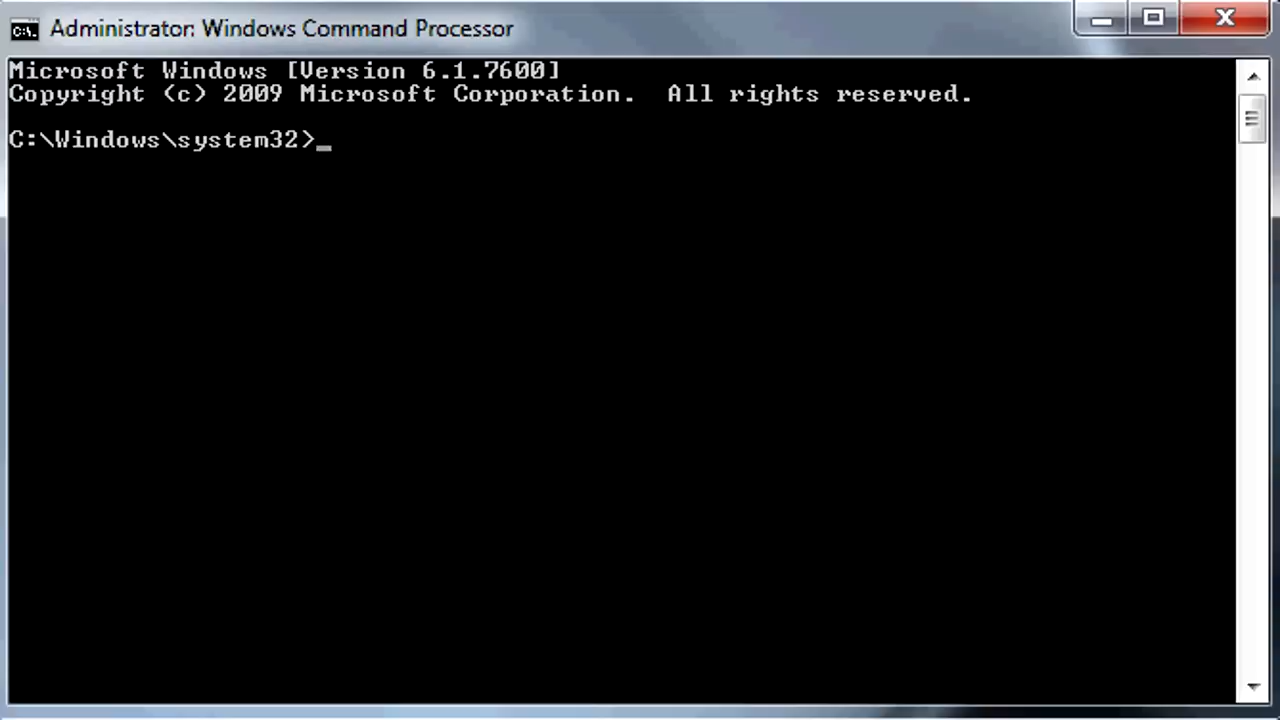 Administrator: Windows Command Processor
Microsoft Windows [Version 6.1.7600]
Copyright (c) 2009 Microsoft Corporation.  All rights reserved.
C:\Windows\system32>_